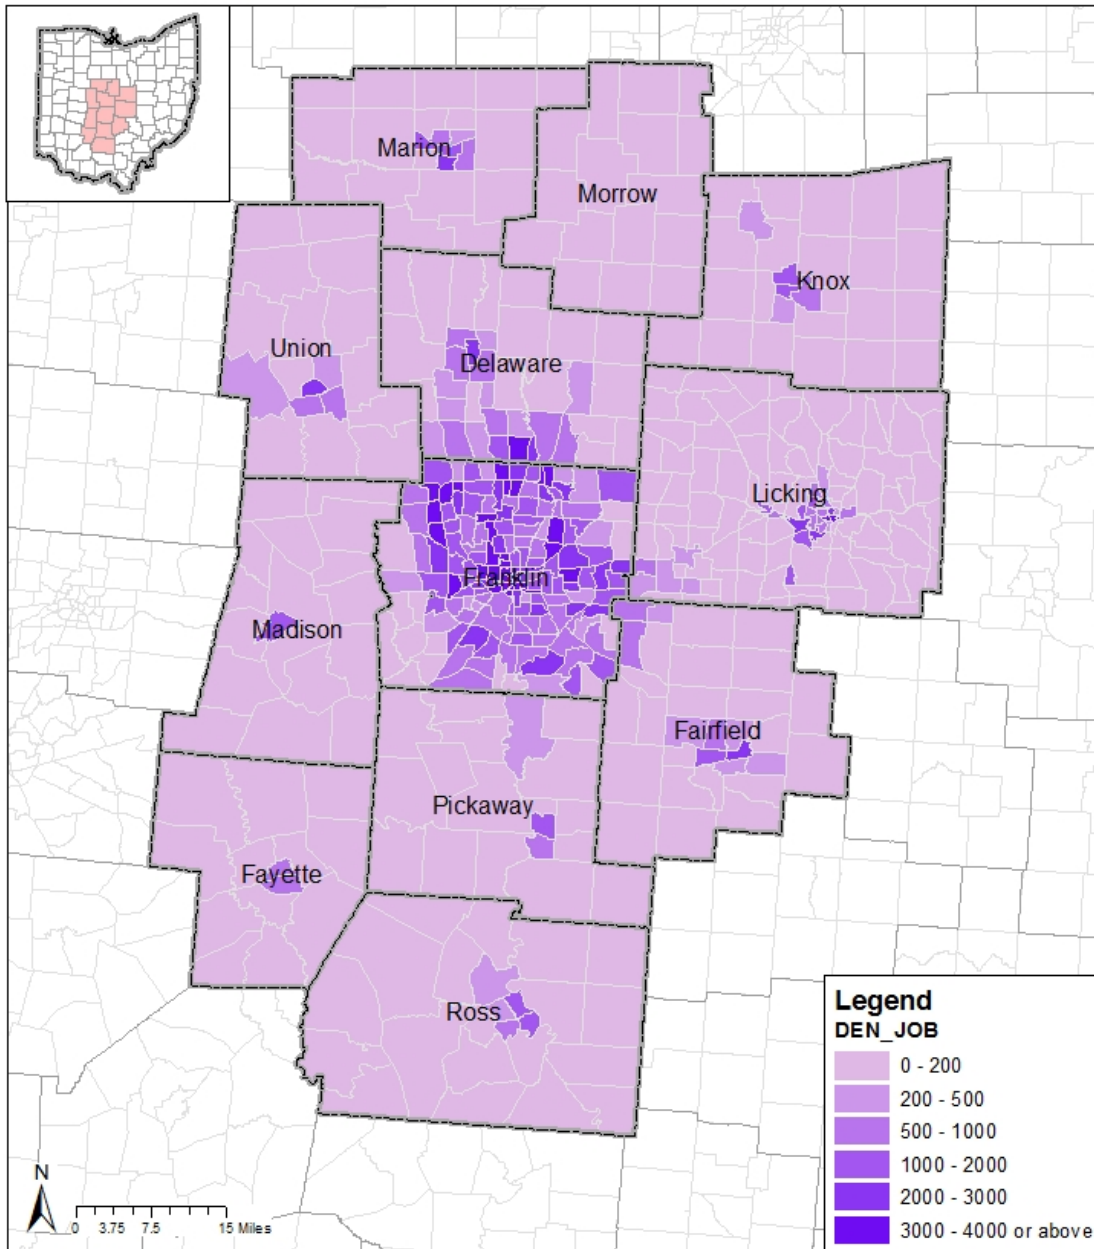 Marion
Morrow
Knox
Union
Delaware
Licking
Franklin
Madison
Fairfield
Pickaway
Fayette
Ross
Legend
DEN_JOB
0 - 200
200 - 500
500 - 1000
1000 - 2000
2000 - 3000
3000 - 4000 or above
N
0 3.75 7.5 15 Miles